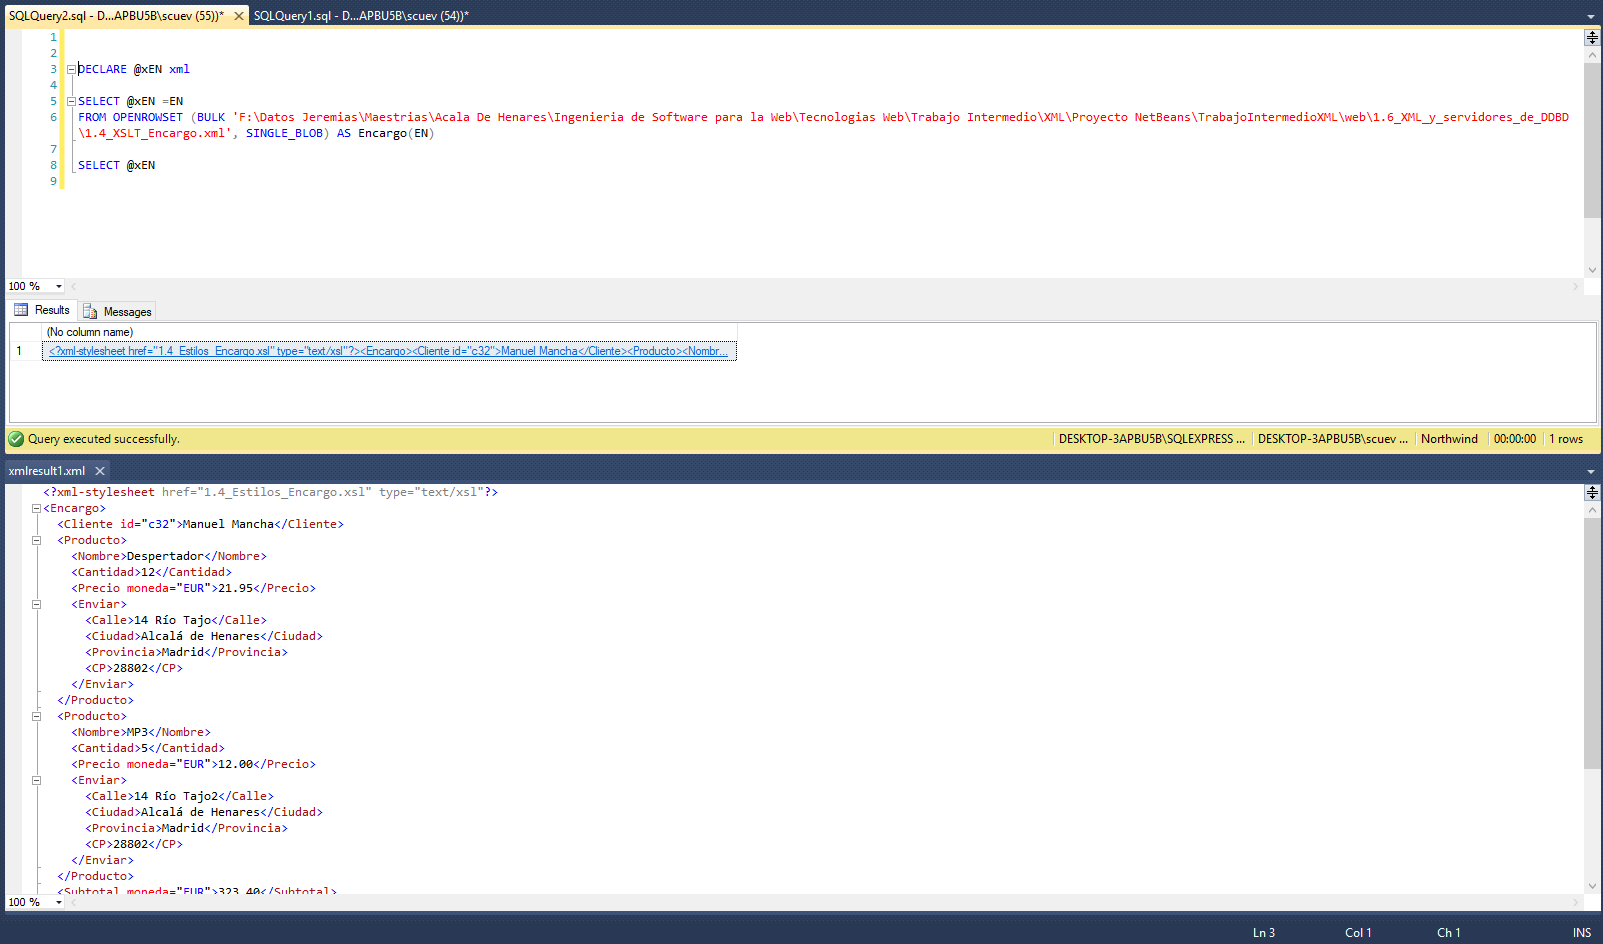 SQLQuery2.sql - D...APBU5B\scuev (55))* SQLQuery1.sql - D...APBU5B\scuev (54))*
1
2
3 DECLARE @xEN xml
4
5 SELECT @xEN =EN
6 FROM OPENROWSET (BULK 'F:\Datos Jeremias\Maestrias\Acala De Henares\Ingenieria de Software para la Web\Tecnologias Web\Trabajo Intermedio\XML\Proyecto NetBeans\TrabajoIntermedioXML\web\1.6_XML_y_servidores_de_DDBD
\1.4_XSLT_Encargo.xml', SINGLE_BLOB) AS Encargo(EN)
7
8 SELECT @xEN
9
100 %
Results Messages
(No column name)
1 <?xml-stylesheet href="1.4_Estilos_Encargo.xsl" type="text/xsl"?><Encargo><Cliente id="c32">Manuel Mancha</Cliente><Producto><Nombr...
Query executed successfully. DESKTOP-3APBU5B\SQLEXPRESS ... DESKTOP-3APBU5B\scuev ... Northwind 00:00:00 1 rows
xmlresult1.xml
<?xml-stylesheet href="1.4_Estilos_Encargo.xsl" type="text/xsl"?>
<Encargo>
<Cliente id="c32">Manuel Mancha</Cliente>
<Producto>
<Nombre>Despertador</Nombre>
<Cantidad>12</Cantidad>
<Precio moneda="EUR">21.95</Precio>
<Enviar>
<Calle>14 Río Tajo</Calle>
<Ciudad>Alcalá de Henares</Ciudad>
<Provincia>Madrid</Provincia>
<CP>28802</CP>
</Enviar>
</Producto>
<Producto>
<Nombre>MP3</Nombre>
<Cantidad>5</Cantidad>
<Precio moneda="EUR">12.00</Precio>
<Enviar>
<Calle>14 Río Tajo2</Calle>
<Ciudad>Alcalá de Henares</Ciudad>
<Provincia>Madrid</Provincia>
<CP>28802</CP>
</Enviar>
</Producto>
<Subtotal moneda="EUR">323.40</Subtotal>
100 %
Ln 3 Col 1 Ch 1 INS